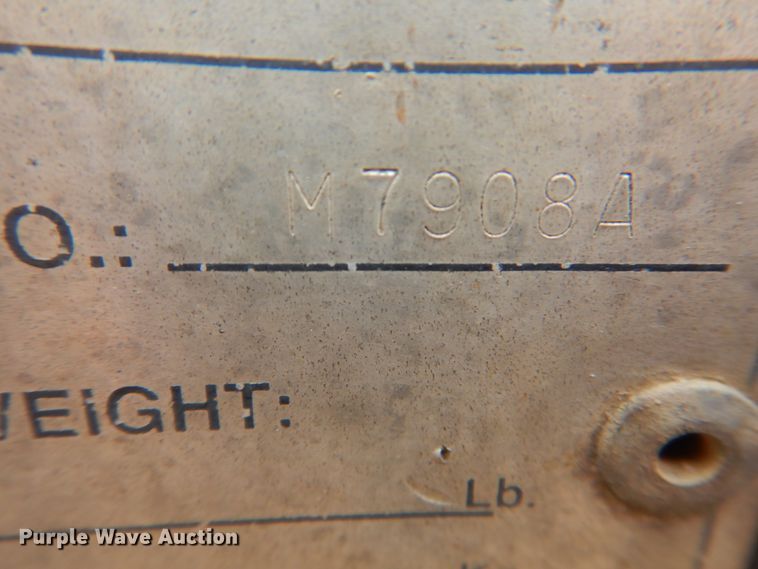 O.: M7908A
WEIGHT:
Lb.
Purple Wave Auction